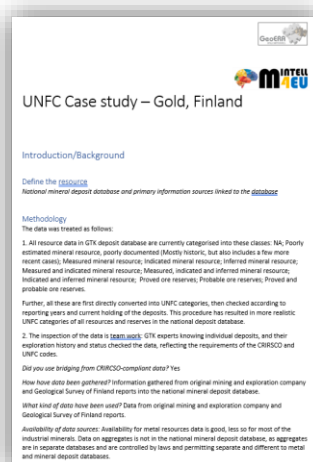 GeoERA
MINTELL
4EU
UNFC Case study – Gold, Finland
Introduction/Background
Define the resource
National mineral deposit database and primary information sources linked to the database
Methodology
The data was treated as follows:
1. All resource data in GTK deposit database are currently categorised into these classes: NA; Poorly
estimated mineral resource, poorly documented (Mostly historic, but also includes a few more
recent cases); Measured mineral resource; Indicated mineral resource; Inferred mineral resource;
Measured and indicated mineral resource; Measured, indicated and inferred mineral resource;
Indicated and inferred mineral resource; Proved ore reserves; Probable ore reserves; Proved and
probable ore reserves.
Further, all these are first directly converted into UNFC categories, then checked according to
reporting years and current holding of the deposits. This procedure has resulted in more realistic
UNFC categories of all resources and reserves in the national deposit database.
2. The inspection of the data is team work: GTK experts knowing individual deposits, and their
exploration history and status checked the data, reflecting the requirements of the CRIRSCO and
UNFC codes.
Did you use bridging from CRIRCSO-compliant data? Yes
How have data been gathered? Information gathered from original mining and exploration company
and Geological Survey of Finland reports into the national mineral deposit database.
What kind of data have been used? Data from original mining and exploration company and
Geological Survey of Finland reports.
Availability of data sources: Availability for metal resources data is good, less so for most of the
industrial minerals. Data on aggregates is not in the national mineral deposit database, as aggregates
are in separate databases and are controlled by laws and permitting separate and different to metal
and mineral deposit databases.